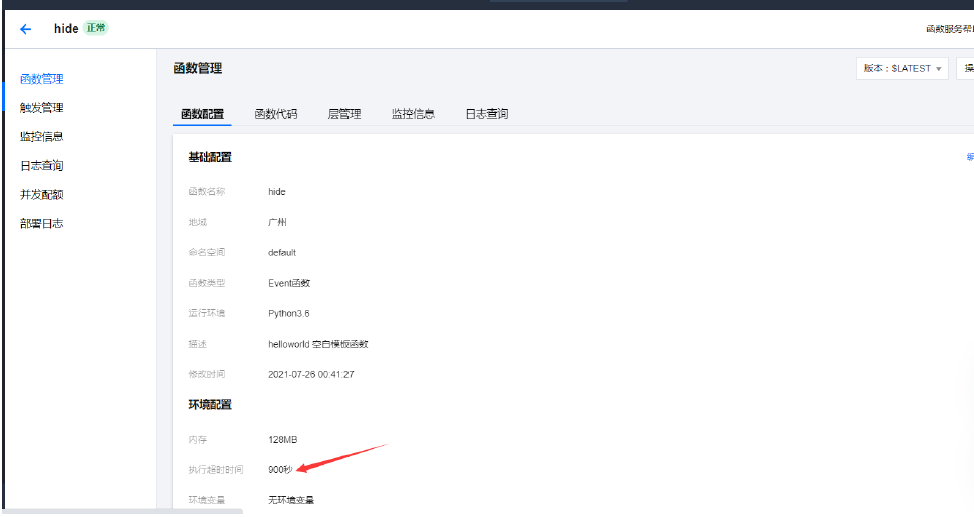 hide 正常
函数服务帮
函数管理
触发管理
监控信息
日志查询
并发配额
部署日志
函数管理
版本：$LATEST
操
函数配置 函数代码 层管理 监控信息 日志查询
基础配置
编
函数名称 hide
地域 广州
命名空间 default
函数类型 Event函数
运行环境 Python3.6
描述 helloworld 空白模板函数
修改时间 2021-07-26 00:41:27
环境配置
内存 128MB
执行超时时间 900秒
环境变量 无环境变量